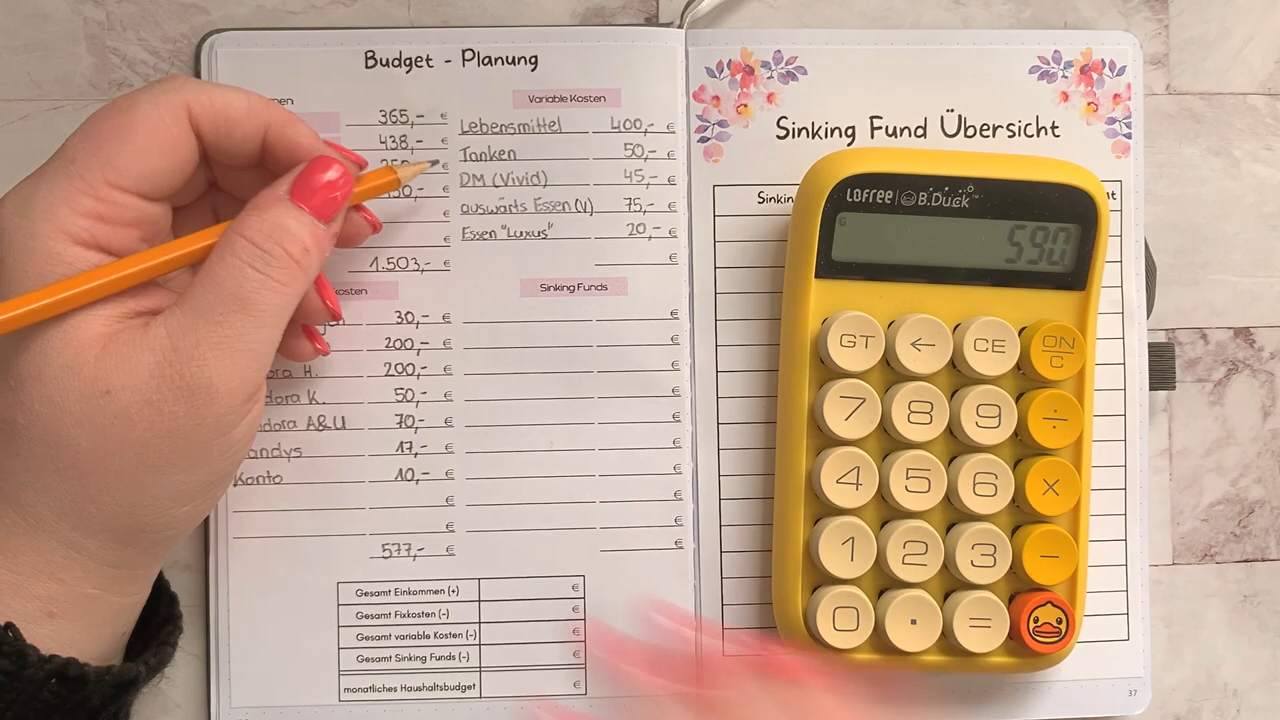 Budget - Planung
Variable Kosten
365,- €
438,- €
€
€
€
1.503,- €
Lebensmittel 400,- €
Tanken 50,- €
DM (Vivid) 45,- €
auswärts Essen (V) 75,- €
Essen "Luxus" 20,- €
€
30,- €
200,- €
H. 200,- €
K. 50,- €
A&U 70,- €
17,- €
Konto 10,- €
€
€
577,- €
Sinking Funds
€
€
€
€
€
€
€
€
€
€
Gesamt Einkommen (+) €
Gesamt Fixkosten (-) €
Gesamt variable Kosten (-) €
Gesamt Sinking Funds (-) €
monatliches Haushaltsbudget €
Sinking Fund Übersicht
LOFREE B.Duck™
G
590.
GT ← CE ON/C
7 8 9 ÷
4 5 6 ×
1 2 3 −
0 . =
37